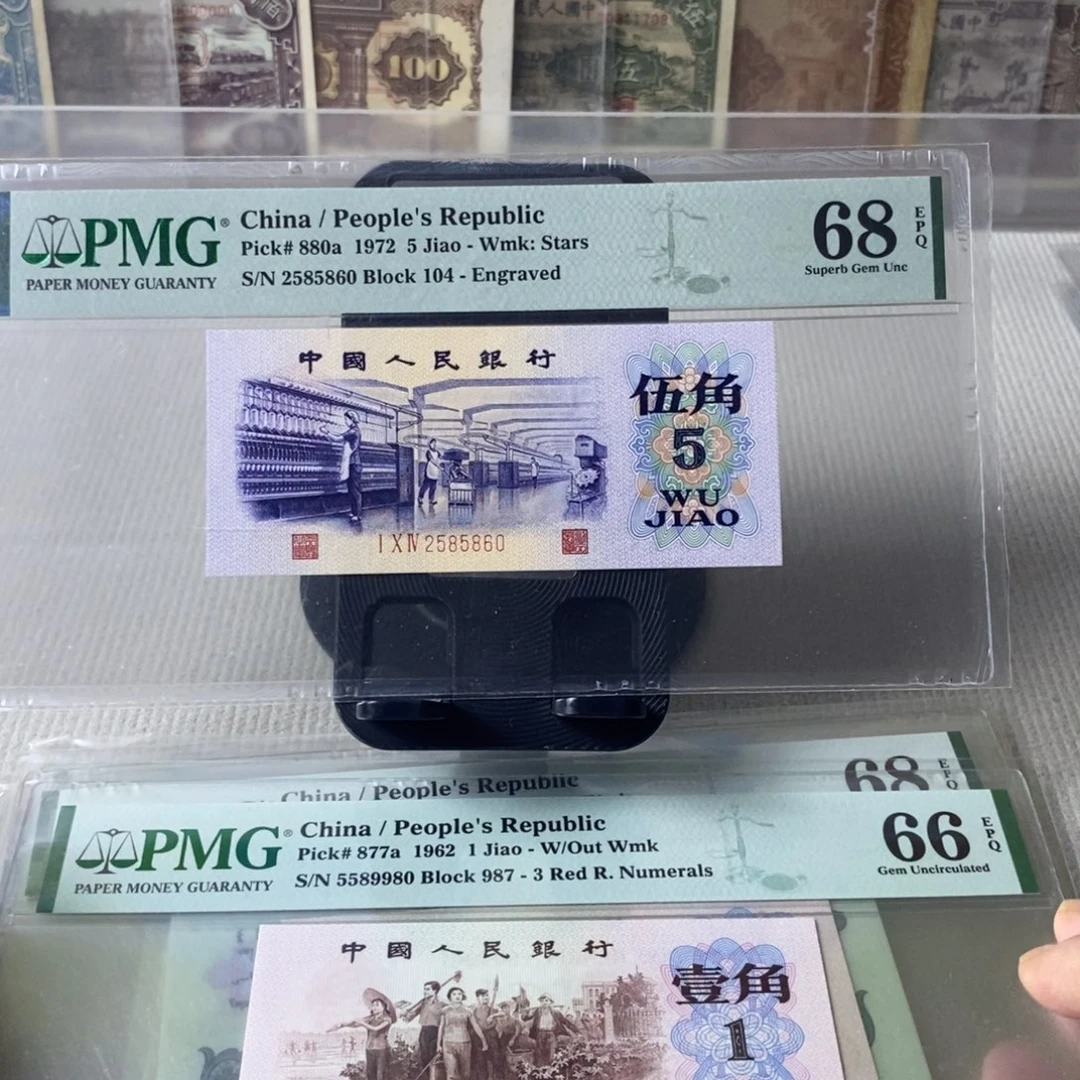 100
PMG®
PAPER MONEY GUARANTY
China / People's Republic
Pick# 880a 1972 5 Jiao - Wmk: Stars
S/N 2585860 Block 104 - Engraved
68
EPQ
Superb Gem Unc
中國人民銀行
伍角
5
WU
JIAO
I X IV 2585860
China / People's Republic
68
EPQ
PMG®
PAPER MONEY GUARANTY
China / People's Republic
Pick# 877a 1962 1 Jiao - W/Out Wmk
S/N 5589980 Block 987 - 3 Red R. Numerals
66
EPQ
Gem Uncirculated
中國人民銀行
壹角
1